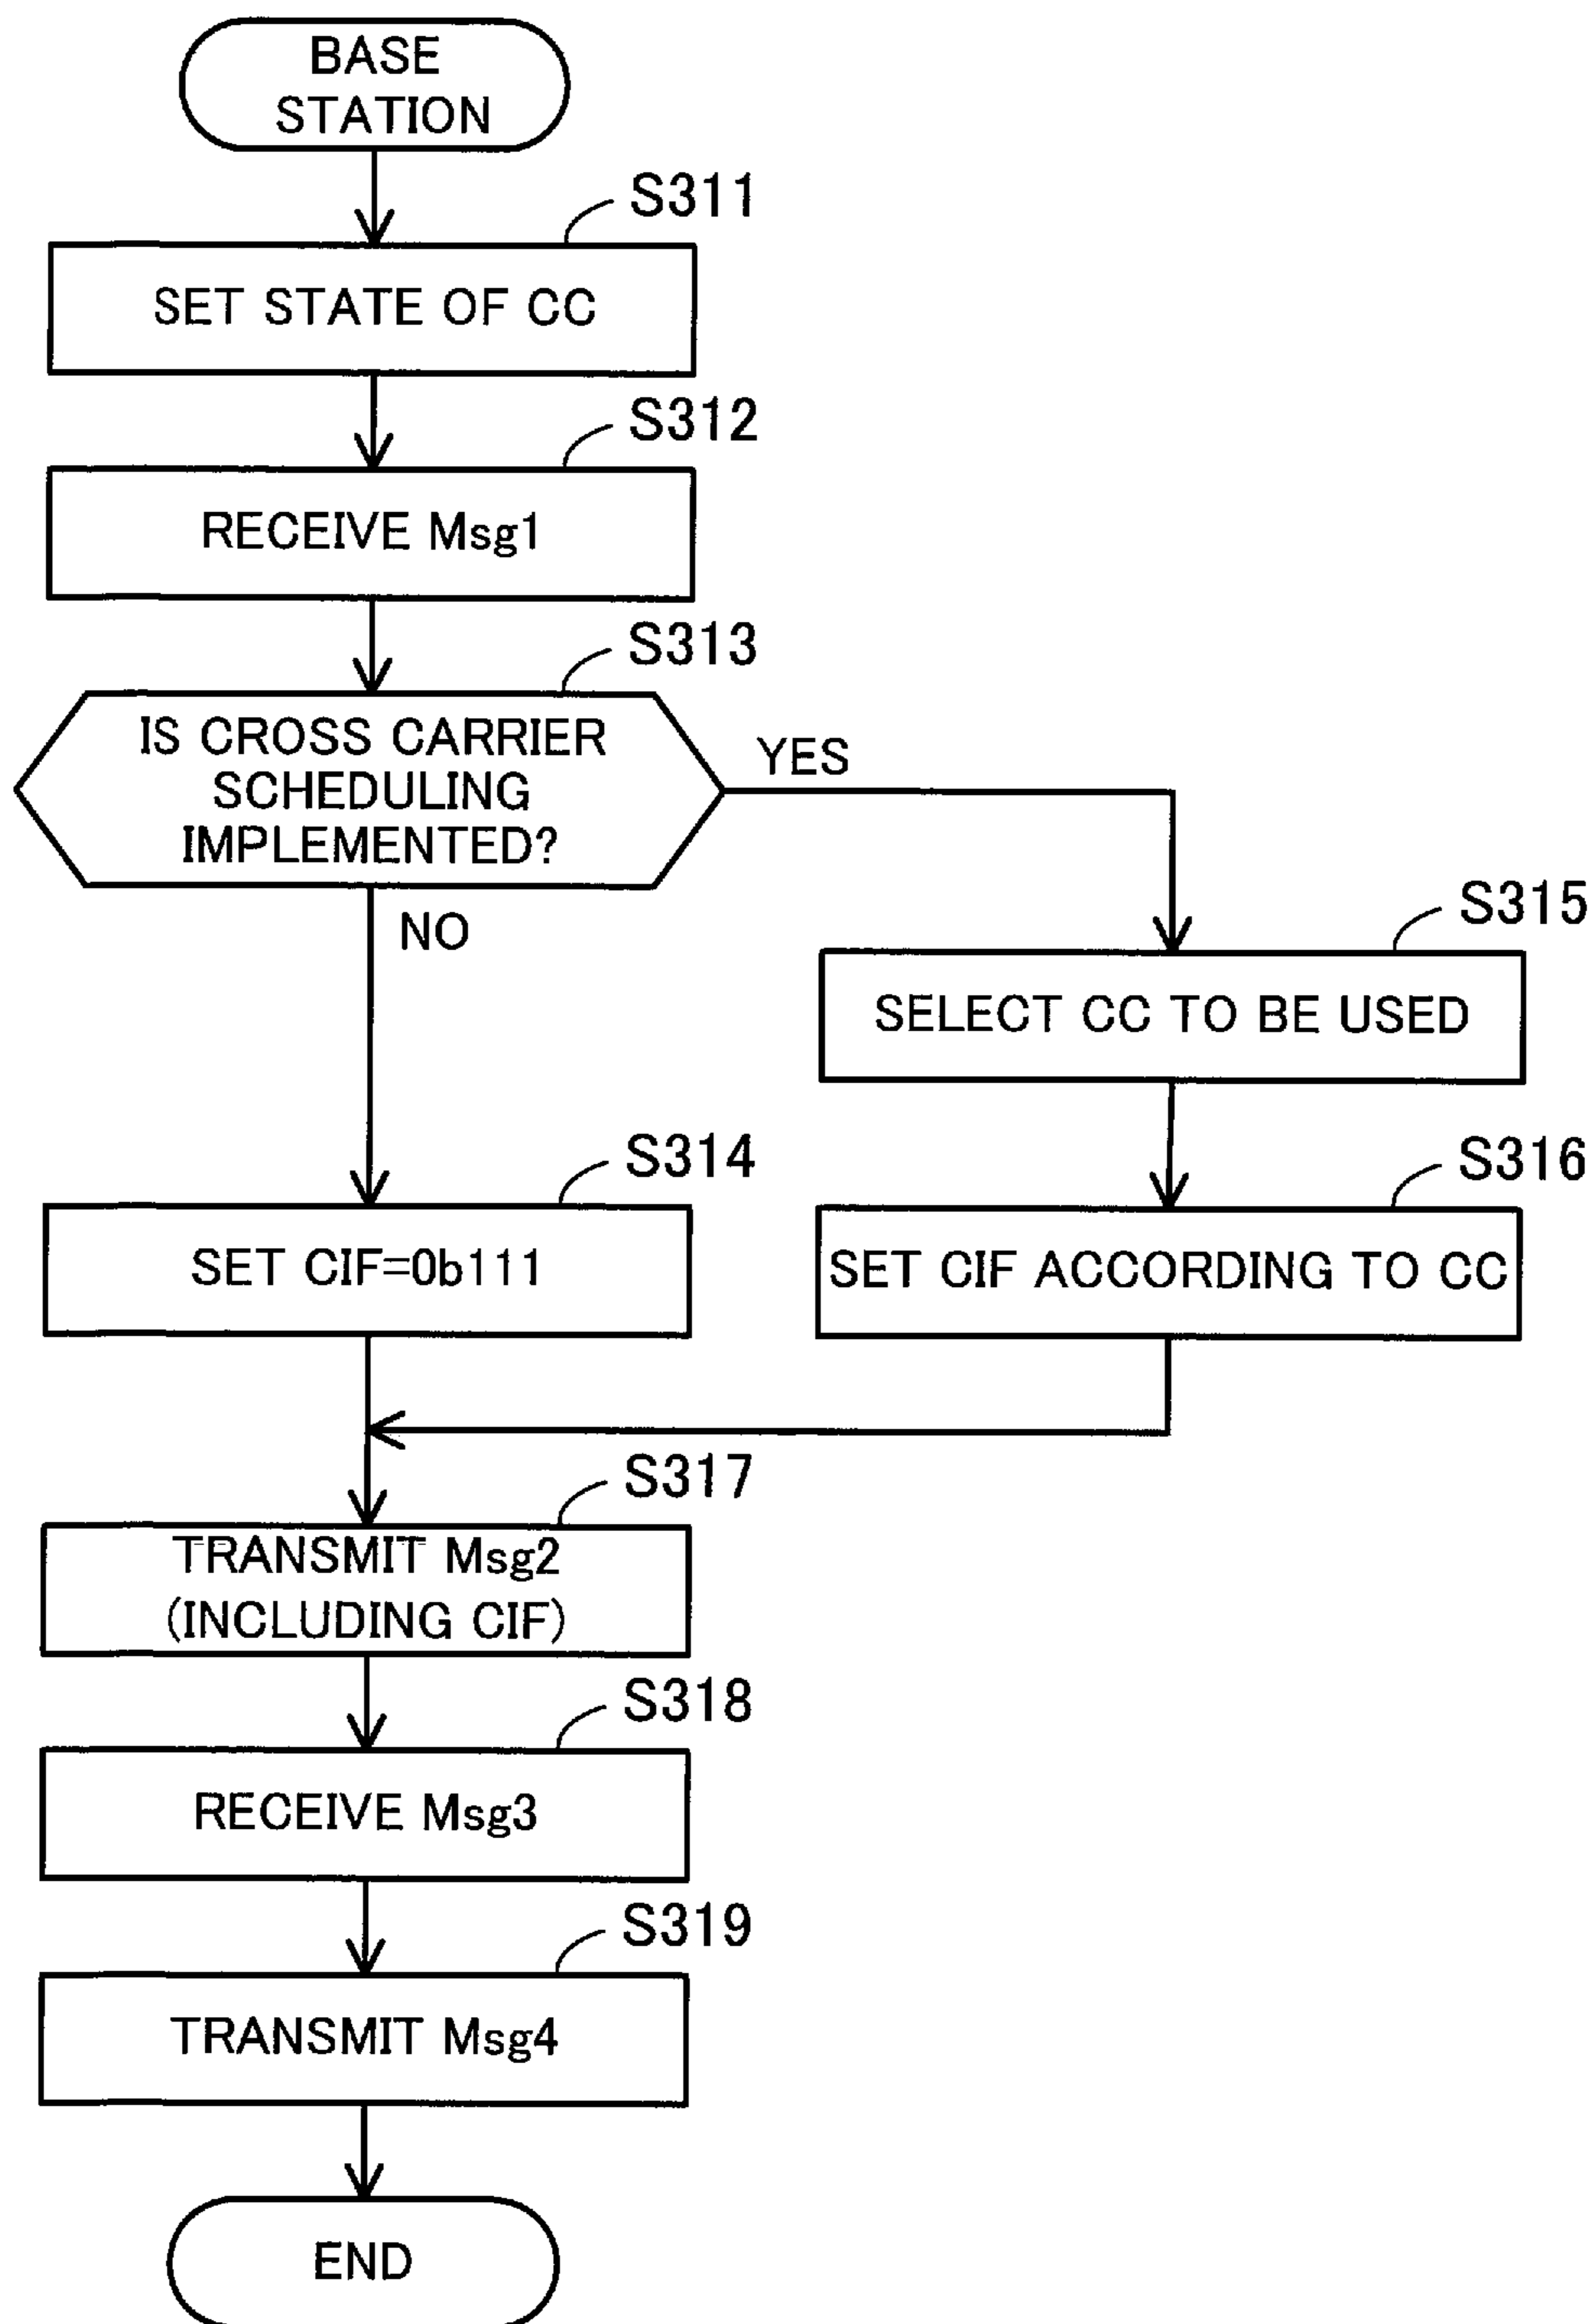 BASE
STATION
S311
SET STATE OF CC
S312
RECEIVE Msg1
S313
IS CROSS CARRIER
SCHEDULING
IMPLEMENTED?
YES
NO
S315
SELECT CC TO BE USED
S314
SET CIF=0b111
S316
SET CIF ACCORDING TO CC
S317
TRANSMIT Msg2
(INCLUDING CIF)
S318
RECEIVE Msg3
S319
TRANSMIT Msg4
END